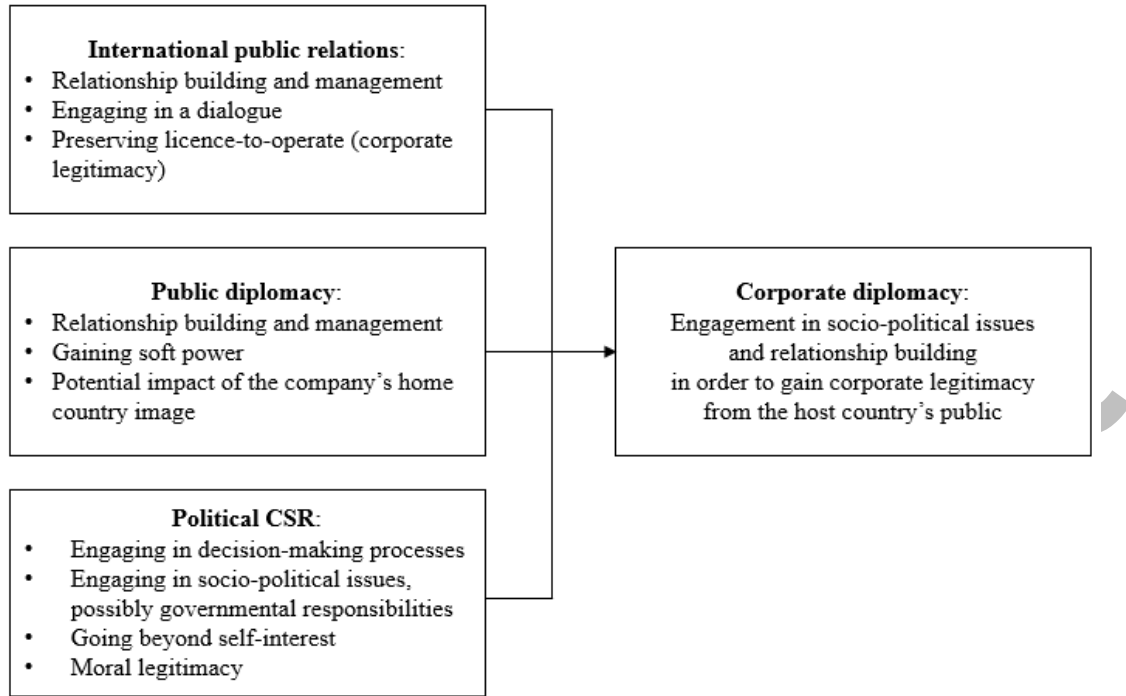 International public relations:
• Relationship building and management
• Engaging in a dialogue
• Preserving licence-to-operate (corporate
legitimacy)
Public diplomacy:
• Relationship building and management
• Gaining soft power
• Potential impact of the company's home
country image
Political CSR:
• Engaging in decision-making processes
• Engaging in socio-political issues,
possibly governmental responsibilities
• Going beyond self-interest
• Moral legitimacy
Corporate diplomacy:
Engagement in socio-political issues
and relationship building
in order to gain corporate legitimacy
from the host country's public